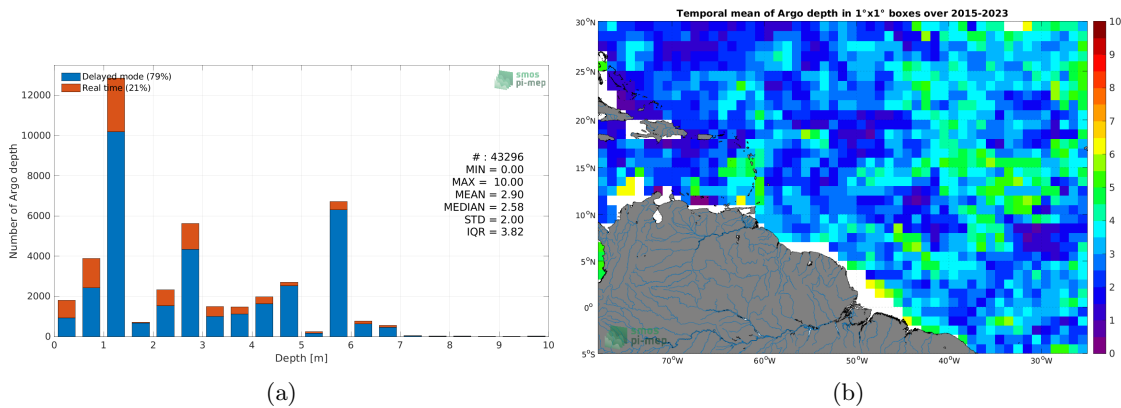 Delayed mode (79%)
Real time (21%)
smos
pi-mep
Number of Argo depth
12000
10000
8000
6000
4000
2000
0
# : 43296
MIN = 0.00
MAX = 10.00
MEAN = 2.90
MEDIAN = 2.58
STD = 2.00
IQR = 3.82
0 1 2 3 4 5 6 7 8 9 10
Depth [m]
(a)
Temporal mean of Argo depth in 1°x1° boxes over 2015-2023
30°N
25°N
20°N
15°N
10°N
5°N
0°
5°S
70°W 60°W 50°W 40°W 30°W
smos
pi-mep
10
9
8
7
6
5
4
3
2
1
0
(b)